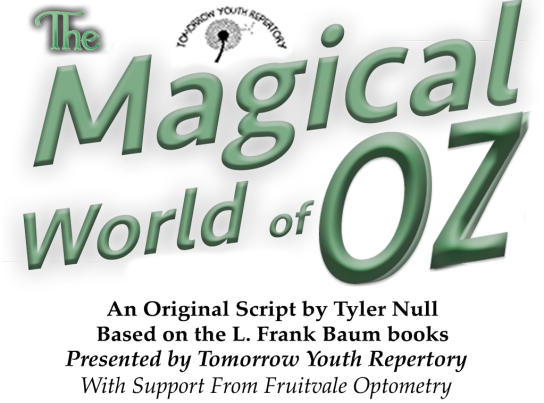 The
TOMORROW YOUTH REPERTORY
Magical
World of OZ
An Original Script by Tyler Null
Based on the L. Frank Baum books
Presented by Tomorrow Youth Repertory
With Support From Fruitvale Optometry